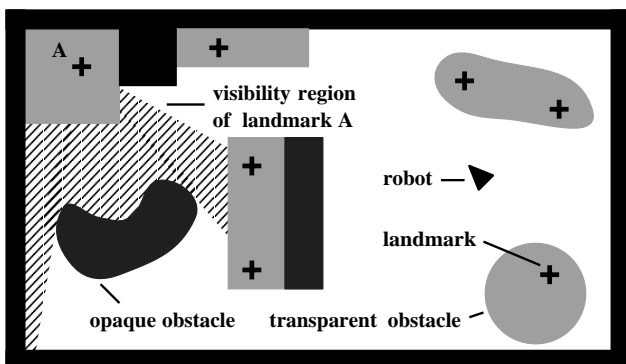 A
visibility region
of landmark A
robot
landmark
opaque obstacle
transparent obstacle